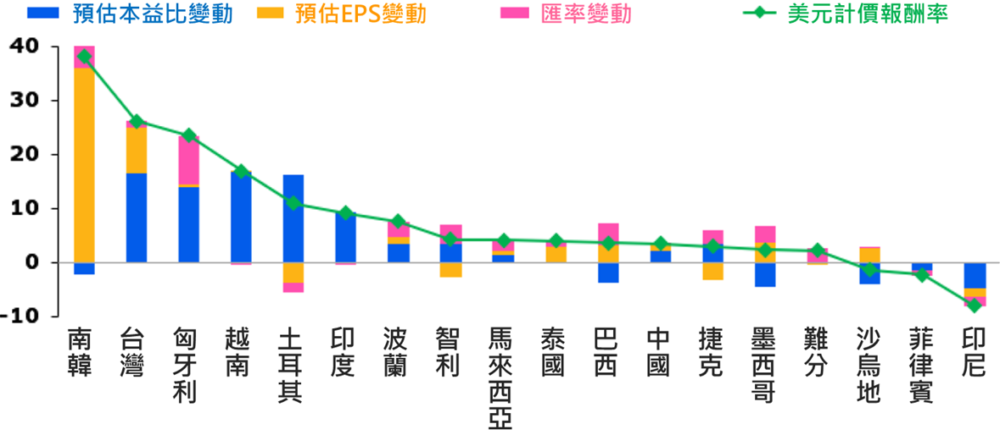 預估本益比變動 預估EPS變動 匯率變動 美元計價報酬率
40
30
20
10
0
-10
南韓
台灣
匈牙利
越南
土耳其
印度
波蘭
智利
馬來西亞
泰國
巴西
中國
捷克
墨西哥
難分
沙烏地
菲律賓
印尼